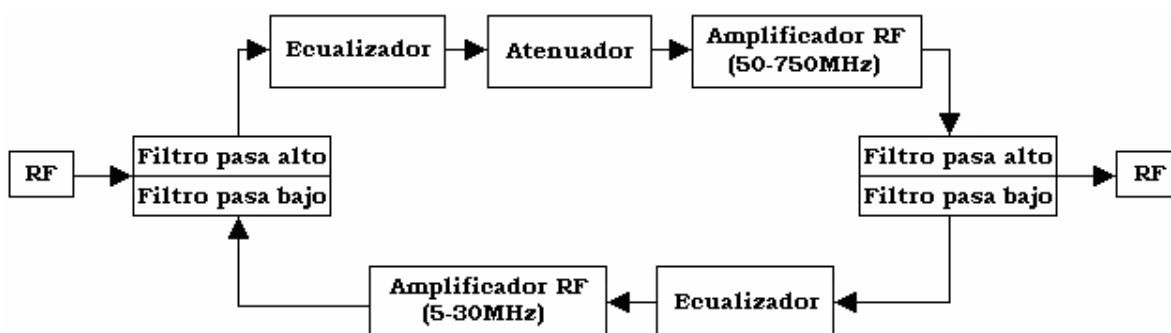 Ecualizador
Atenuador
Amplificador RF
(50-750MHz)
RF
Filtro pasa alto
Filtro pasa bajo
Filtro pasa alto
Filtro pasa bajo
RF
Amplificador RF
(5-30MHz)
Ecualizador